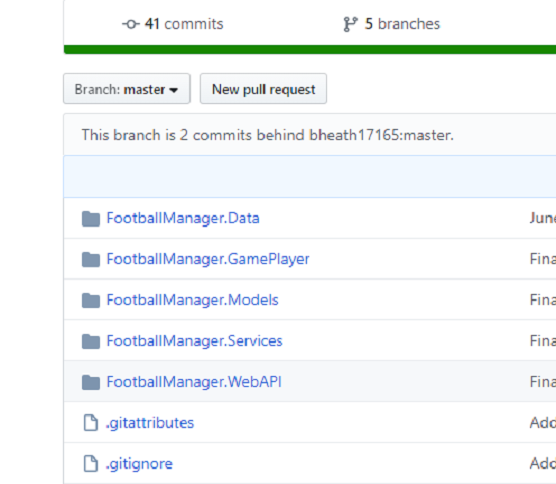 41 commits
5 branches
Branch: master
New pull request
This branch is 2 commits behind bheath17165:master.
FootballManager.Data
June
FootballManager.GamePlayer
Fina
FootballManager.Models
Fina
FootballManager.Services
Fina
FootballManager.WebAPI
Fina
.gitattributes
Add
.gitignore
Add